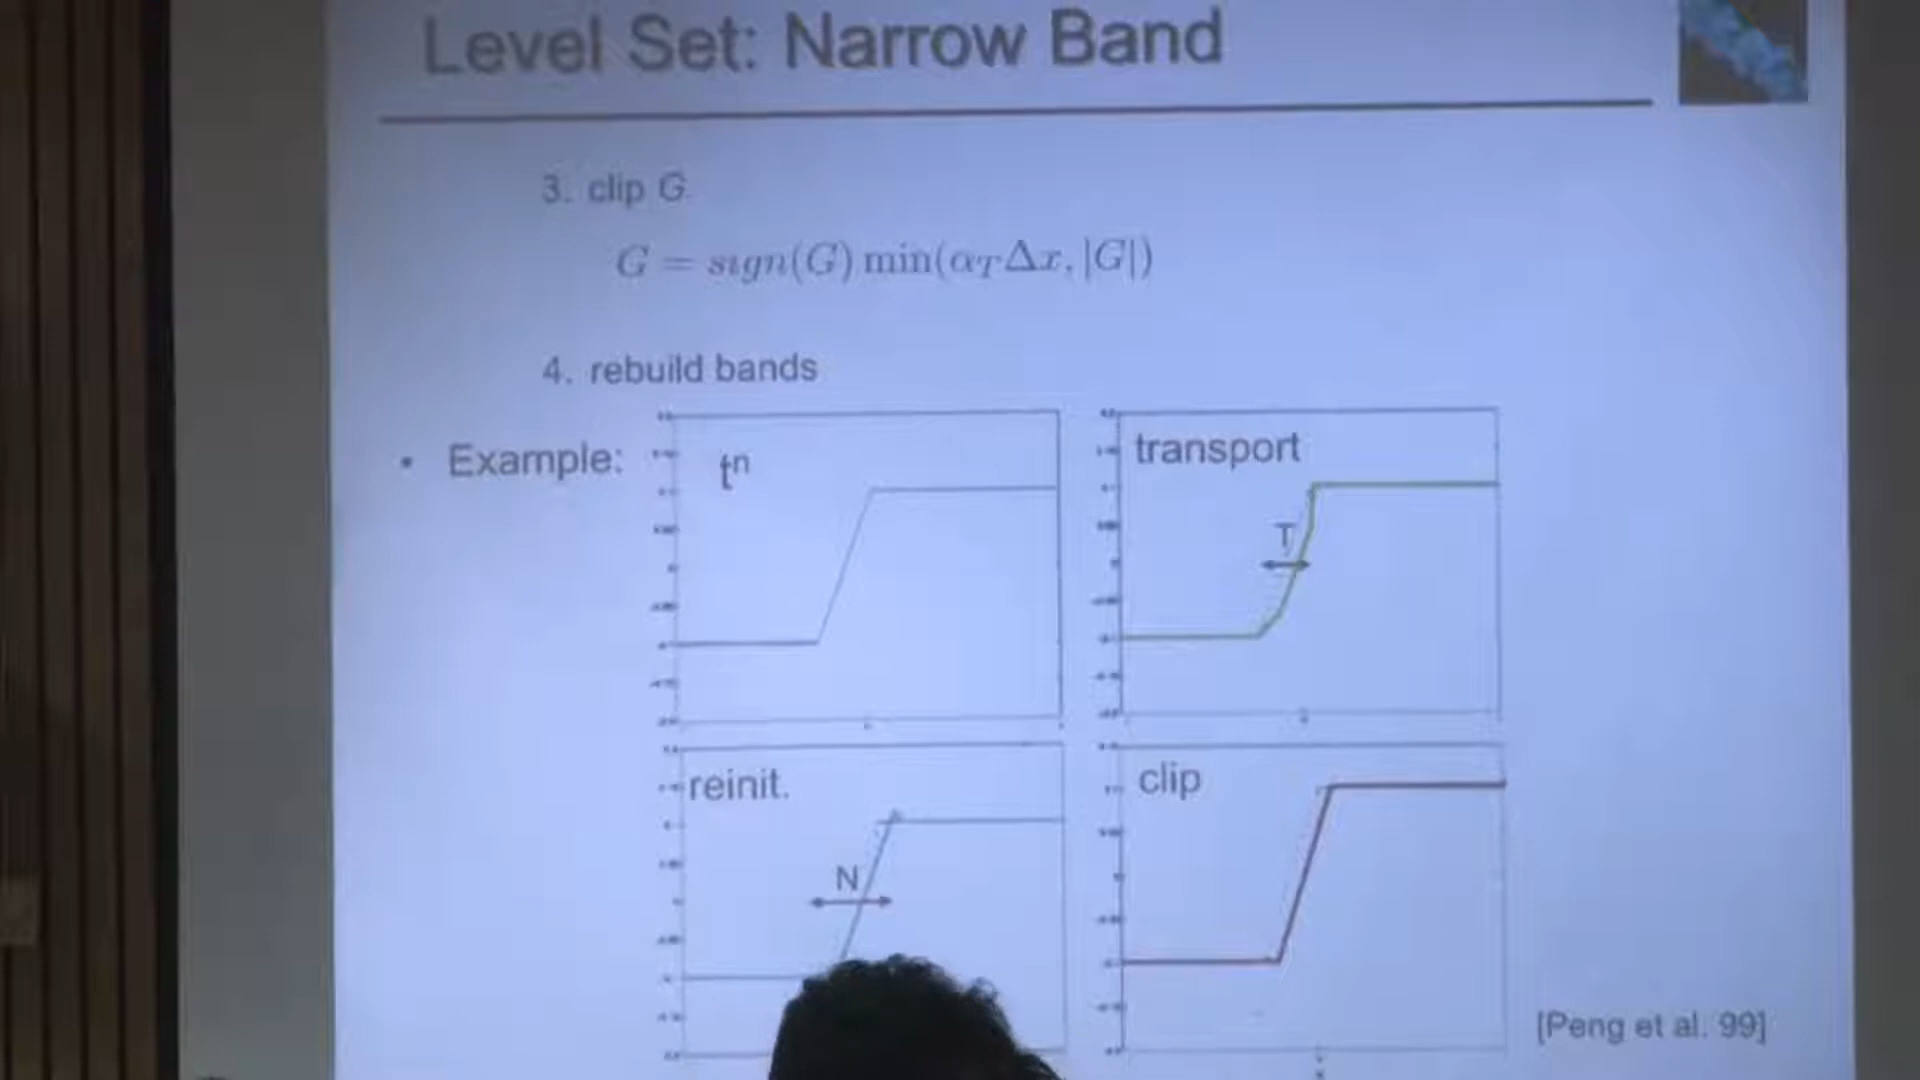 Level Set: Narrow Band
3. clip G
G = sign(G) min(α_T Δx, |G|)
4. rebuild bands
• Example:
tⁿ
transport
T
reinit.
N
clip
[Peng et al. 99]